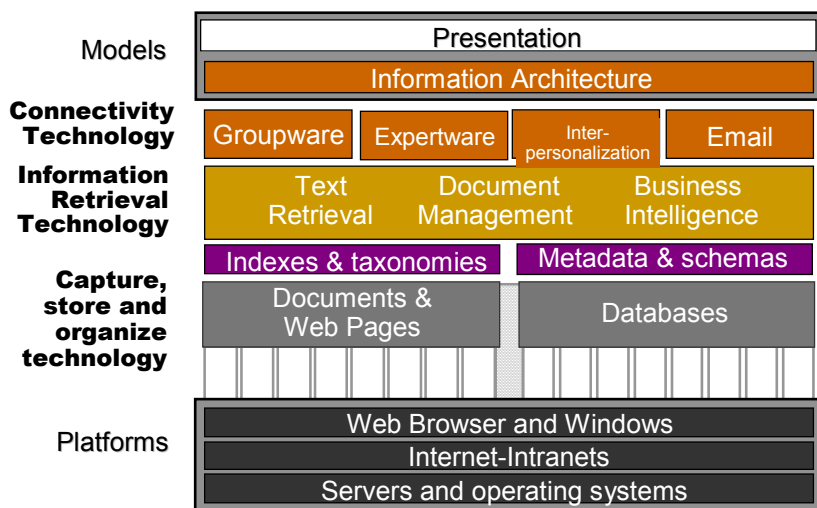 Models
Presentation
Information Architecture
Connectivity
Technology
Groupware
Expertware
Inter-
personalization
Email
Information
Retrieval
Technology
Text
Retrieval
Document
Management
Business
Intelligence
Capture,
store and
organize
technology
Indexes & taxonomies
Metadata & schemas
Documents &
Web Pages
Databases
Platforms
Web Browser and Windows
Internet-Intranets
Servers and operating systems